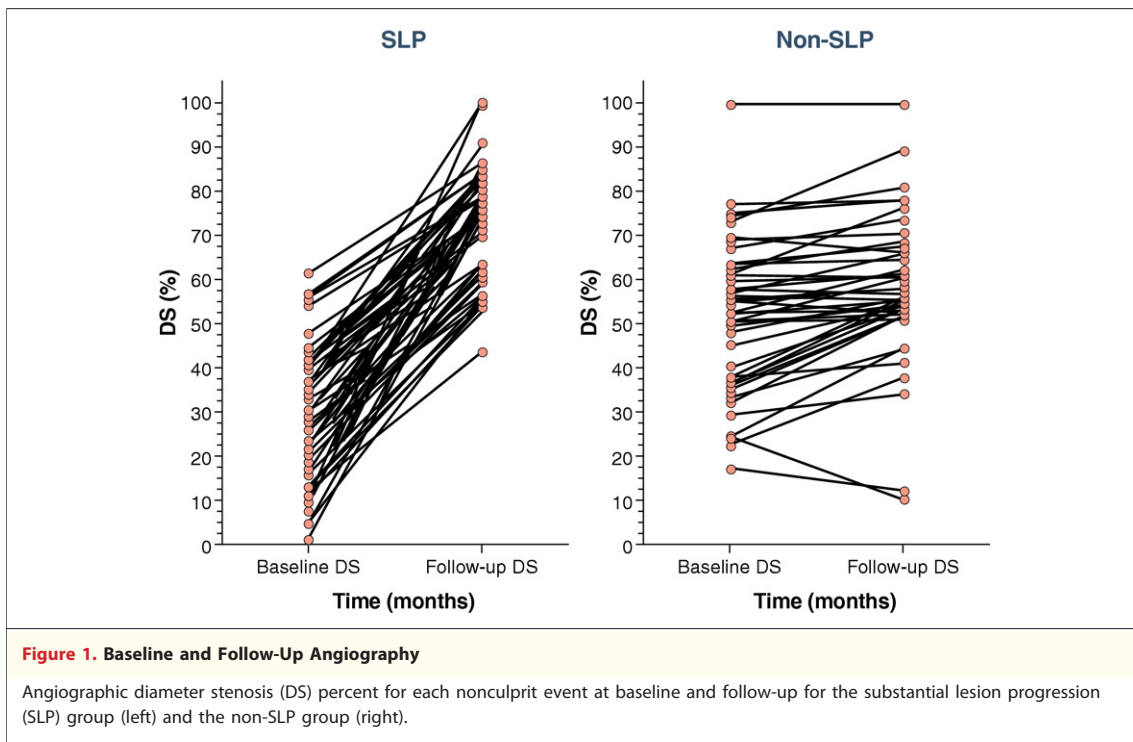 SLP
Non-SLP
100
90
80
70
60
50
40
30
20
10
0
DS (%)
Baseline DS
Follow-up DS
Time (months)
100
90
80
70
60
50
40
30
20
10
0
DS (%)
Baseline DS
Follow-up DS
Time (months)
Figure 1. Baseline and Follow-Up Angiography
Angiographic diameter stenosis (DS) percent for each nonculprit event at baseline and follow-up for the substantial lesion progression
(SLP) group (left) and the non-SLP group (right).